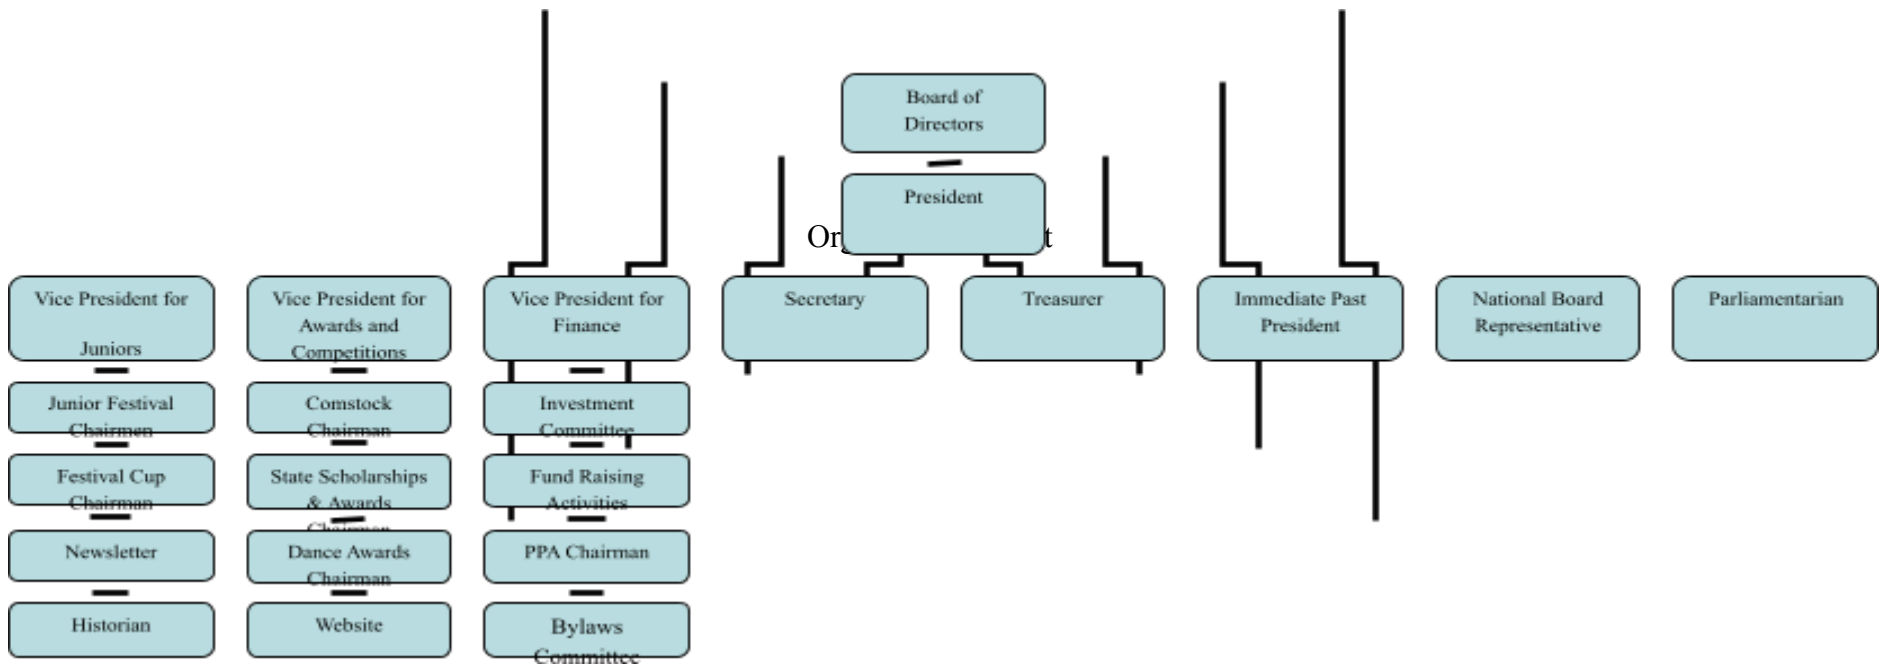 Board of
Directors
President
Or t
Vice President for
Juniors
Vice President for
Awards and
Competitions
Vice President for
Finance
Secretary
Treasurer
Immediate Past
President
National Board
Representative
Parliamentarian
Junior Festival
Chairmen
Comstock
Chairman
Investment
Committee
Festival Cup
Chairman
State Scholarships
& Awards
Chairman
Fund Raising
Activities
Newsletter
Dance Awards
Chairman
PPA Chairman
Historian
Website
Bylaws
Committee